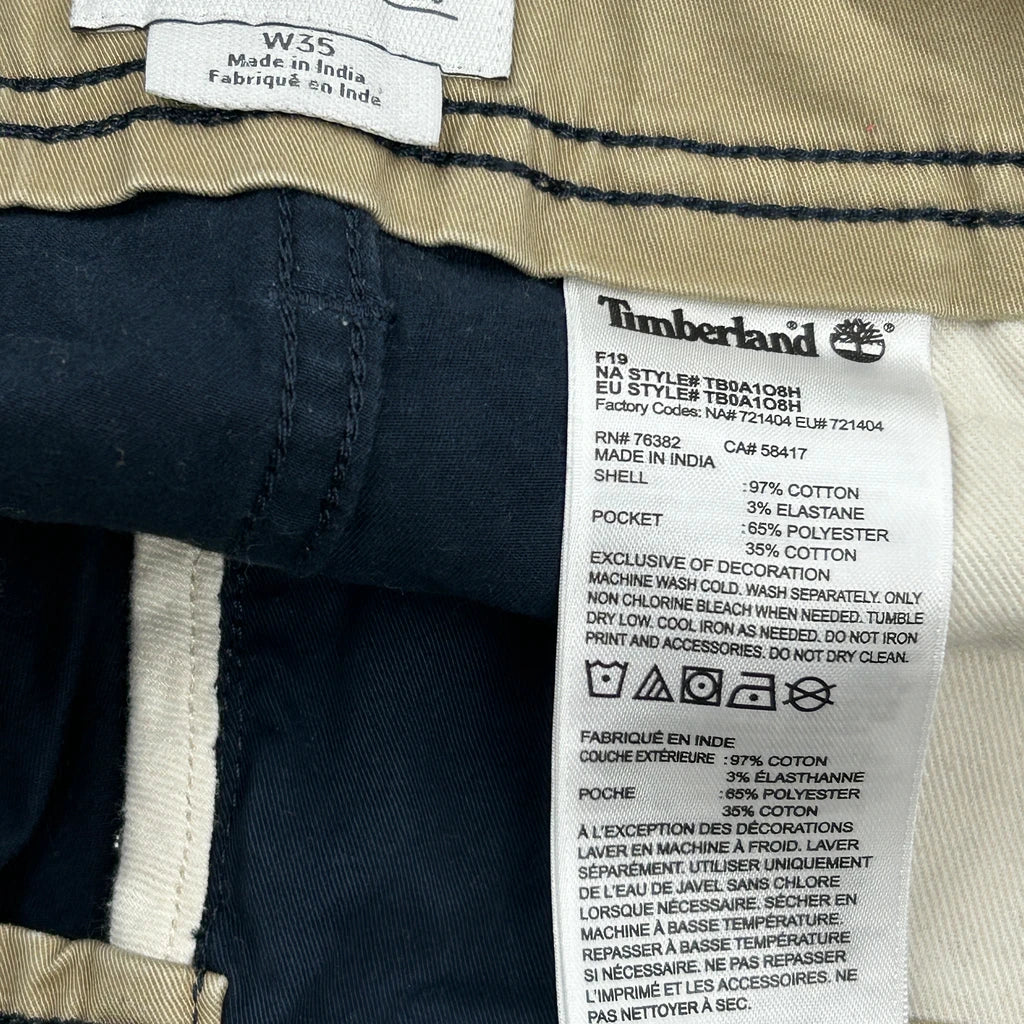 W35
Made in India
Fabriqué en Inde
Timberland®
F19
NA STYLE# TB0A1O8H
EU STYLE# TB0A1O8H
Factory Codes: NA# 721404 EU# 721404
RN# 76382 CA# 58417
MADE IN INDIA
SHELL :97% COTTON
3% ELASTANE
POCKET :65% POLYESTER
35% COTTON
EXCLUSIVE OF DECORATION
MACHINE WASH COLD. WASH SEPARATELY. ONLY
NON CHLORINE BLEACH WHEN NEEDED. TUMBLE
DRY LOW. COOL IRON AS NEEDED. DO NOT IRON
PRINT AND ACCESSORIES. DO NOT DRY CLEAN.
FABRIQUÉ EN INDE
COUCHE EXTÉRIEURE :97% COTON
3% ÉLASTHANNE
POCHE :65% POLYESTER
35% COTON
À L'EXCEPTION DES DÉCORATIONS
LAVER EN MACHINE À FROID. LAVER
SÉPARÉMENT. UTILISER UNIQUEMENT
DE L'EAU DE JAVEL SANS CHLORE
LORSQUE NÉCESSAIRE. SÉCHER EN
MACHINE À BASSE TEMPÉRATURE.
REPASSER À BASSE TEMPÉRATURE
SI NÉCESSAIRE. NE PAS REPASSER
L'IMPRIMÉ ET LES ACCESSOIRES. NE
PAS NETTOYER À SEC.